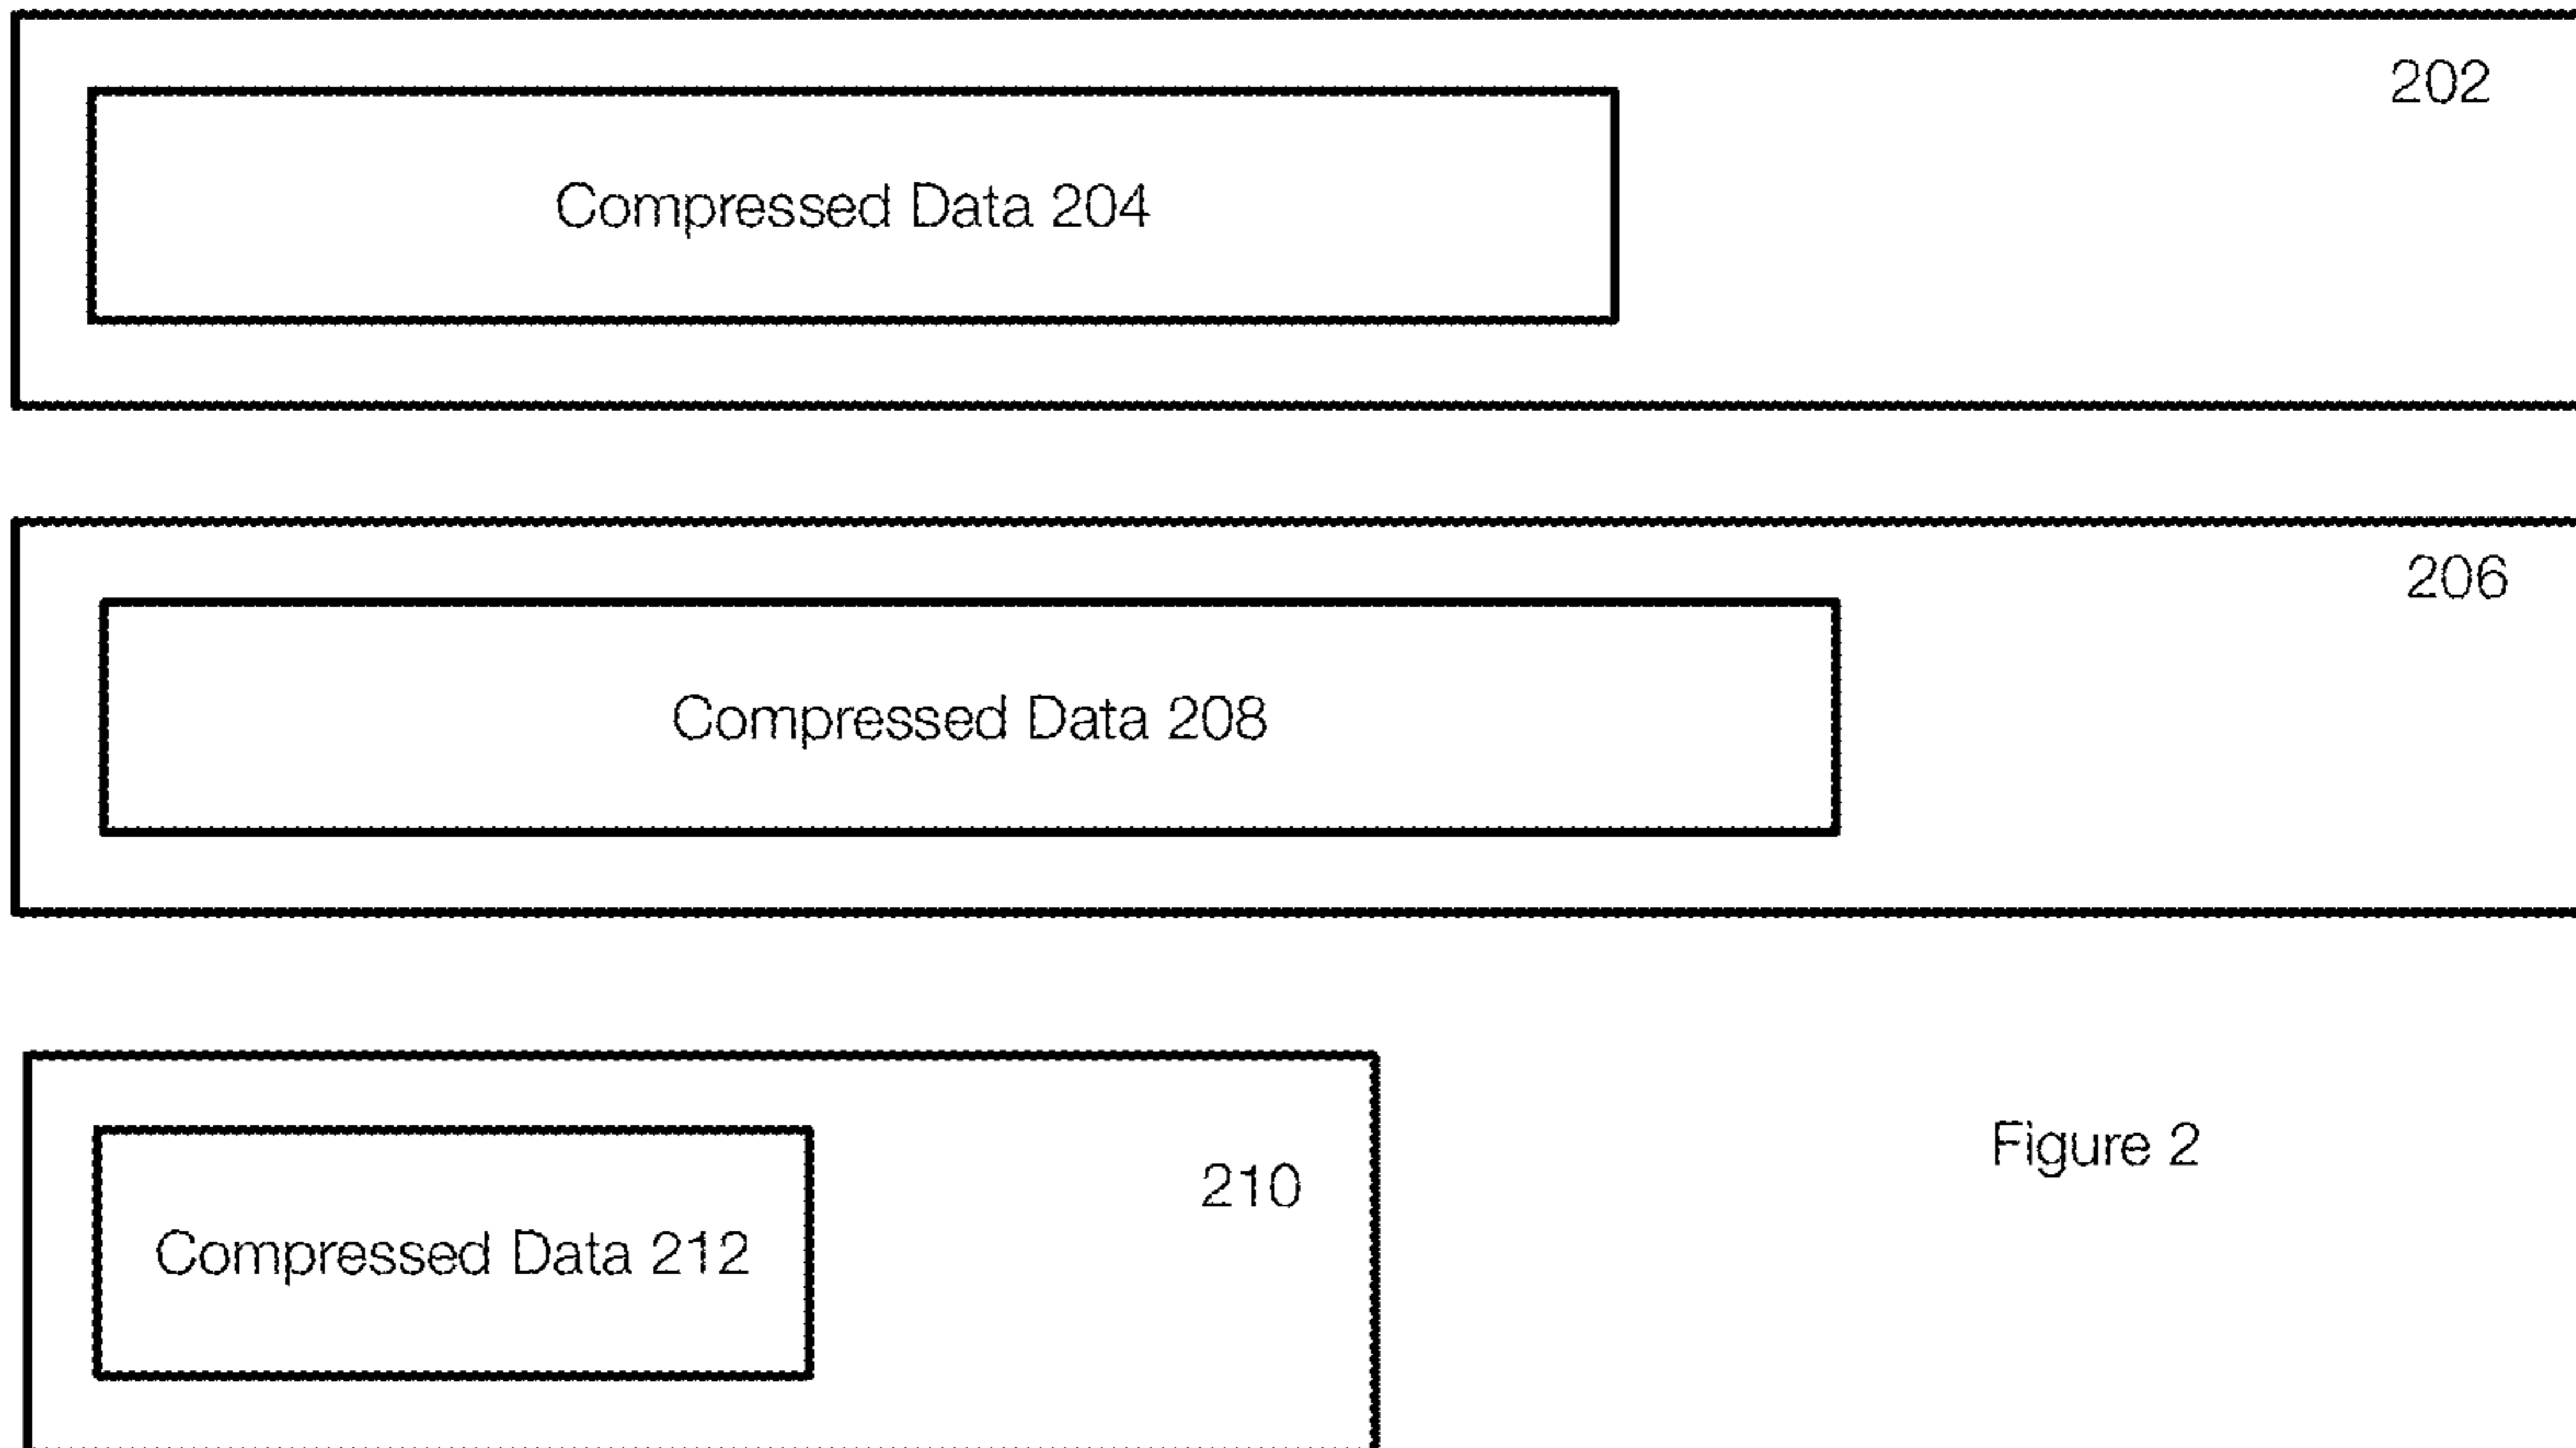 202
Compressed Data 204
206
Compressed Data 208
210
Compressed Data 212
Figure 2